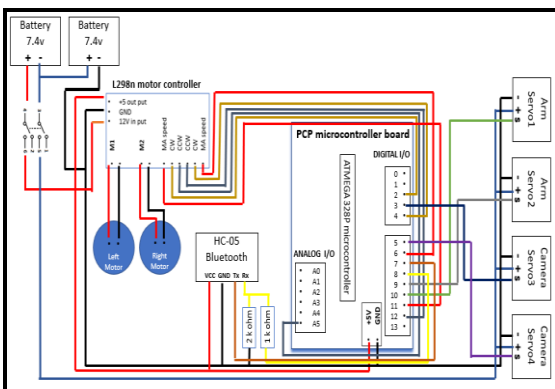 Battery
7.4v
+ -
Battery
7.4v
+ -
L298n motor controller
+5 out put
GND
12V in put
M1
M2
MA speed
CW
CCW
CCW
CW
MA speed
Left
Motor
Right
Motor
HC-05
Bluetooth
VCC GND Tx Rx
2 k ohm
1 k ohm
PCP microcontroller board
ATMEGA 328P microcontroller
DIGITAL I/O
0
1
2
3
4
5
6
7
8
9
10
11
12
13
ANALOG I/O
A0
A1
A2
A3
A4
A5
+5V
GND
- + s
Arm
Servo1
- + s
Arm
Servo2
- + s
Camera
Servo3
- + s
Camera
Servo4